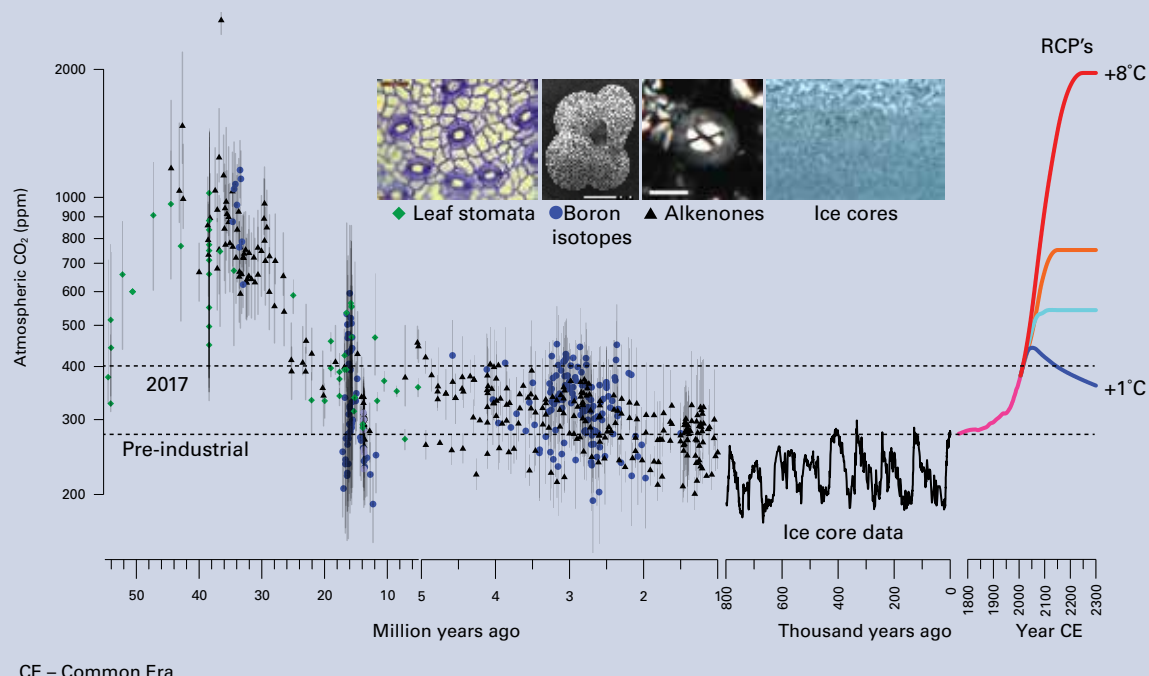 RCP's
2000
+8°C
Atmospheric CO₂ (ppm)
1000
900
800
700
600
500
400
300
200
Leaf stomata
Boron
isotopes
Alkenones
Ice cores
2017
+1°C
Pre-industrial
Ice core data
50 40 30 20 10 5 4 3 2 1
800 600 400 200 0
1800 1900 2000 2100 2200 2300
Million years ago
Thousand years ago
Year CE
CE – Common Era